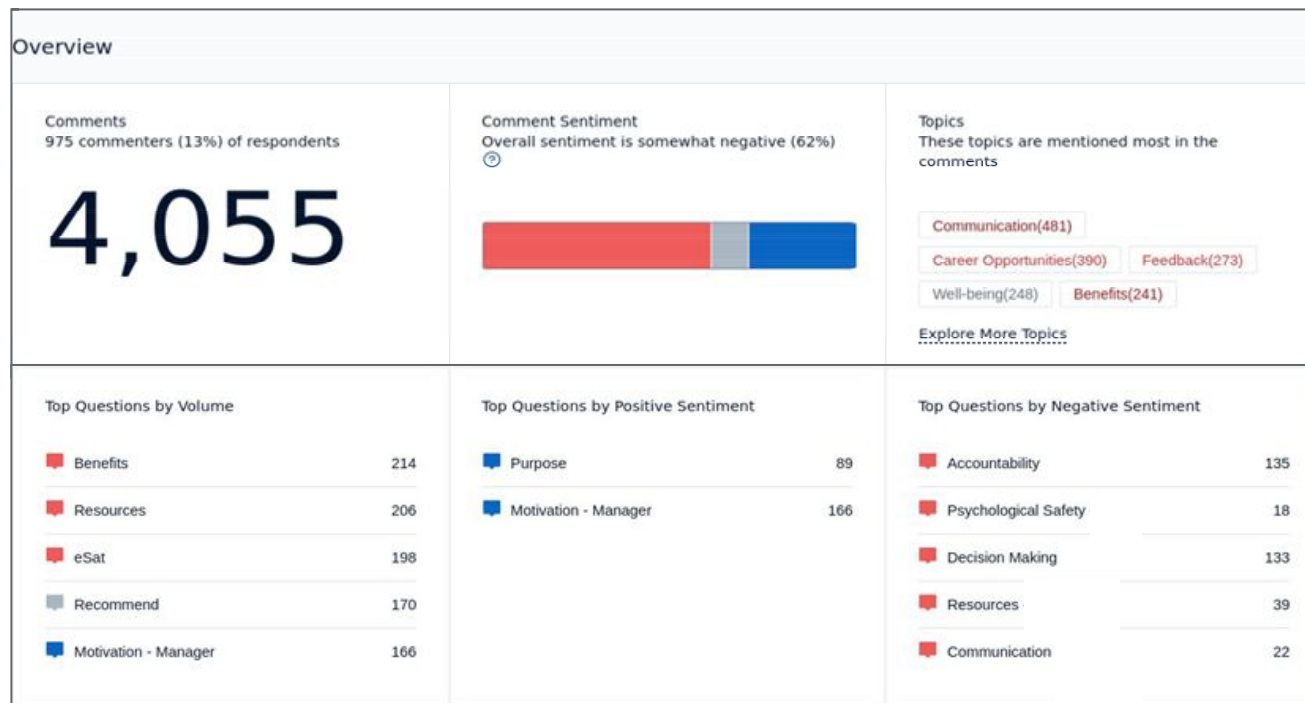 Overview
Comments
975 commenters (13%) of respondents
4,055
Comment Sentiment
Overall sentiment is somewhat negative (62%)
?
Topics
These topics are mentioned most in the
comments
Communication(481)
Career Opportunities(390) Feedback(273)
Well-being(248) Benefits(241)
Explore More Topics
Top Questions by Volume
Benefits 214
Resources 206
eSat 198
Recommend 170
Motivation - Manager 166
Top Questions by Positive Sentiment
Purpose 89
Motivation - Manager 166
Top Questions by Negative Sentiment
Accountability 135
Psychological Safety 18
Decision Making 133
Resources 39
Communication 22